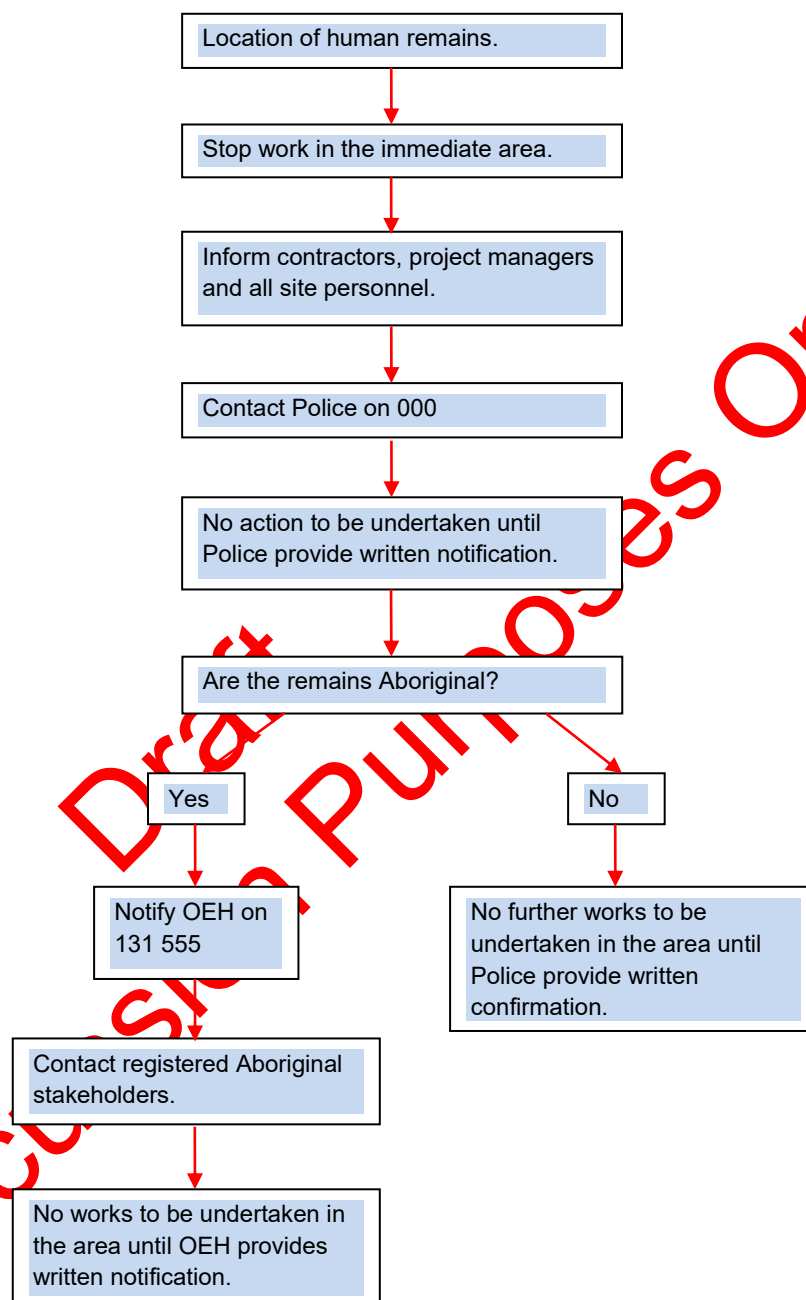 Location of human remains.
Stop work in the immediate area.
Inform contractors, project managers
and all site personnel.
Contact Police on 000
No action to be undertaken until
Police provide written notification.
Are the remains Aboriginal?
Yes
No
Notify OEH on
131 555
No further works to be
undertaken in the area until
Police provide written
confirmation.
Contact registered Aboriginal
stakeholders.
No works to be undertaken in
the area until OEH provides
written notification.
Draft
Purposes